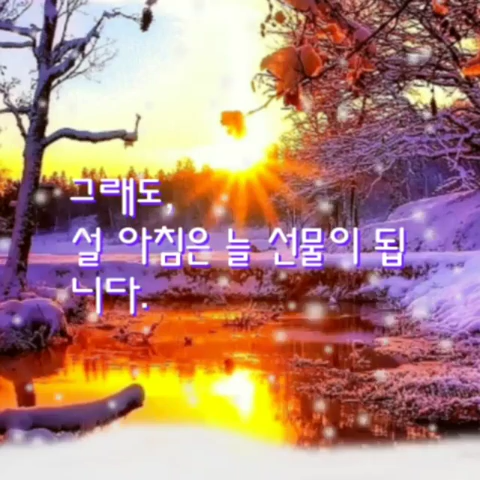 그래도,
설 아침은 늘 선물이 됩
니다.